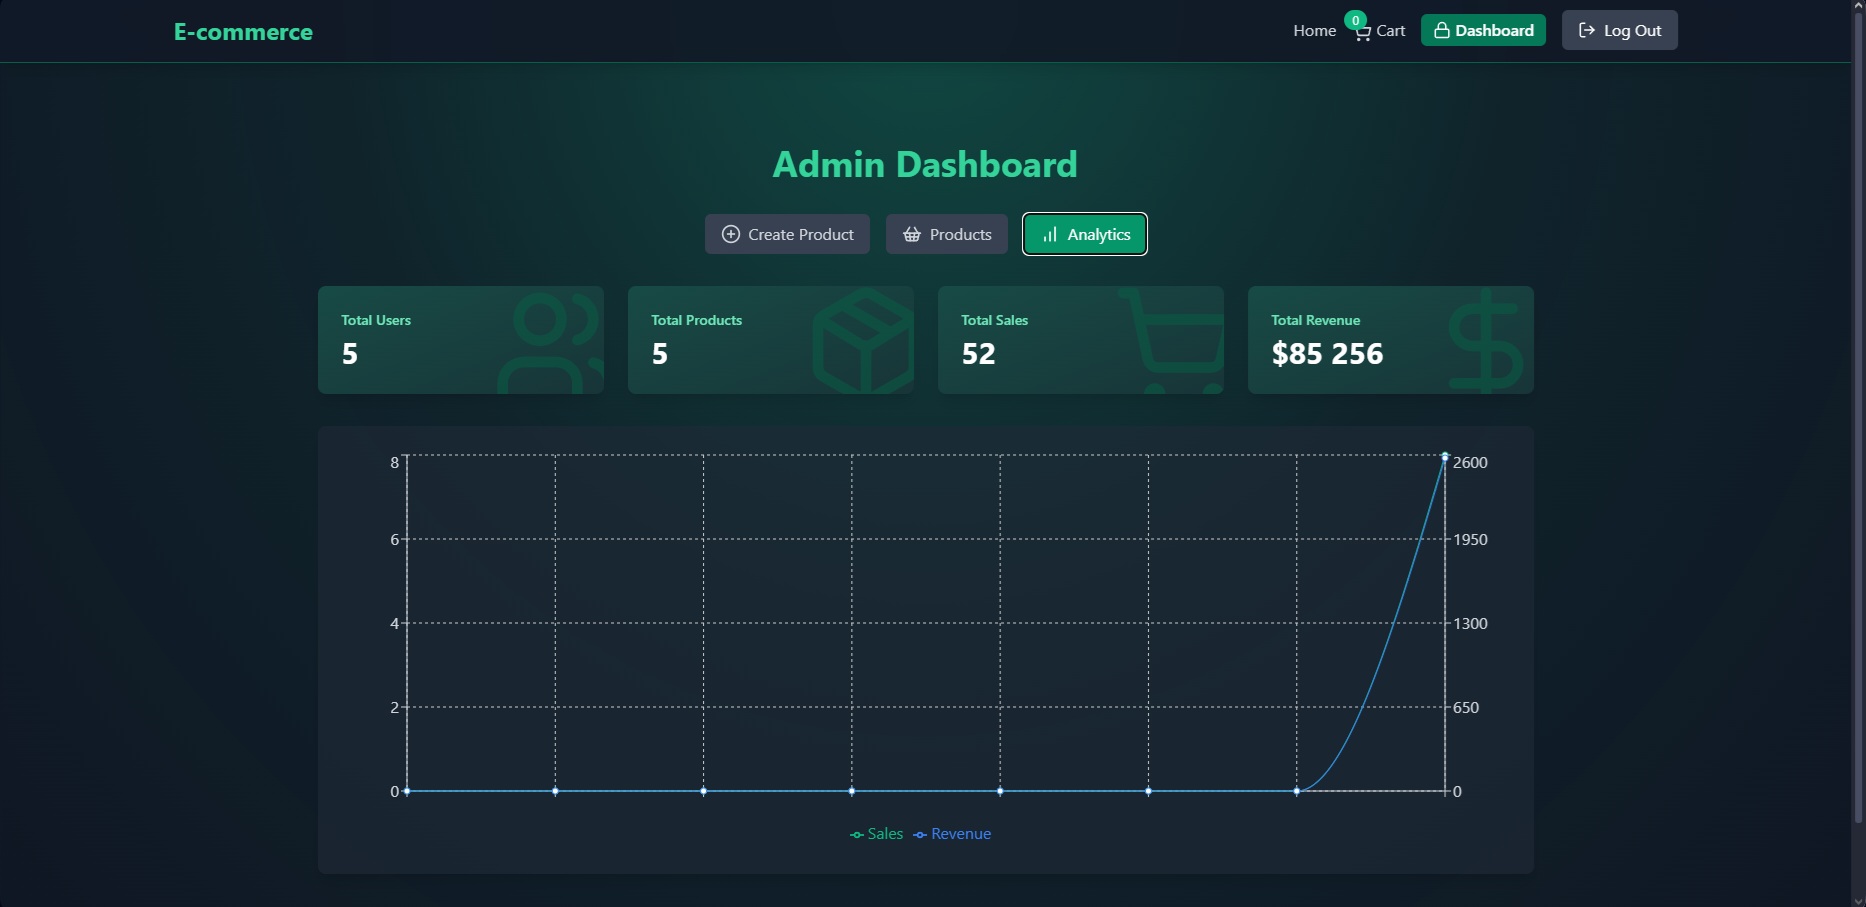 E-commerce
Home
0
Cart
Dashboard
Log Out
Admin Dashboard
Create Product
Products
Analytics
Total Users
5
Total Products
5
Total Sales
52
Total Revenue
$85 256
8
6
4
2
0
2600
1950
1300
650
0
Sales
Revenue